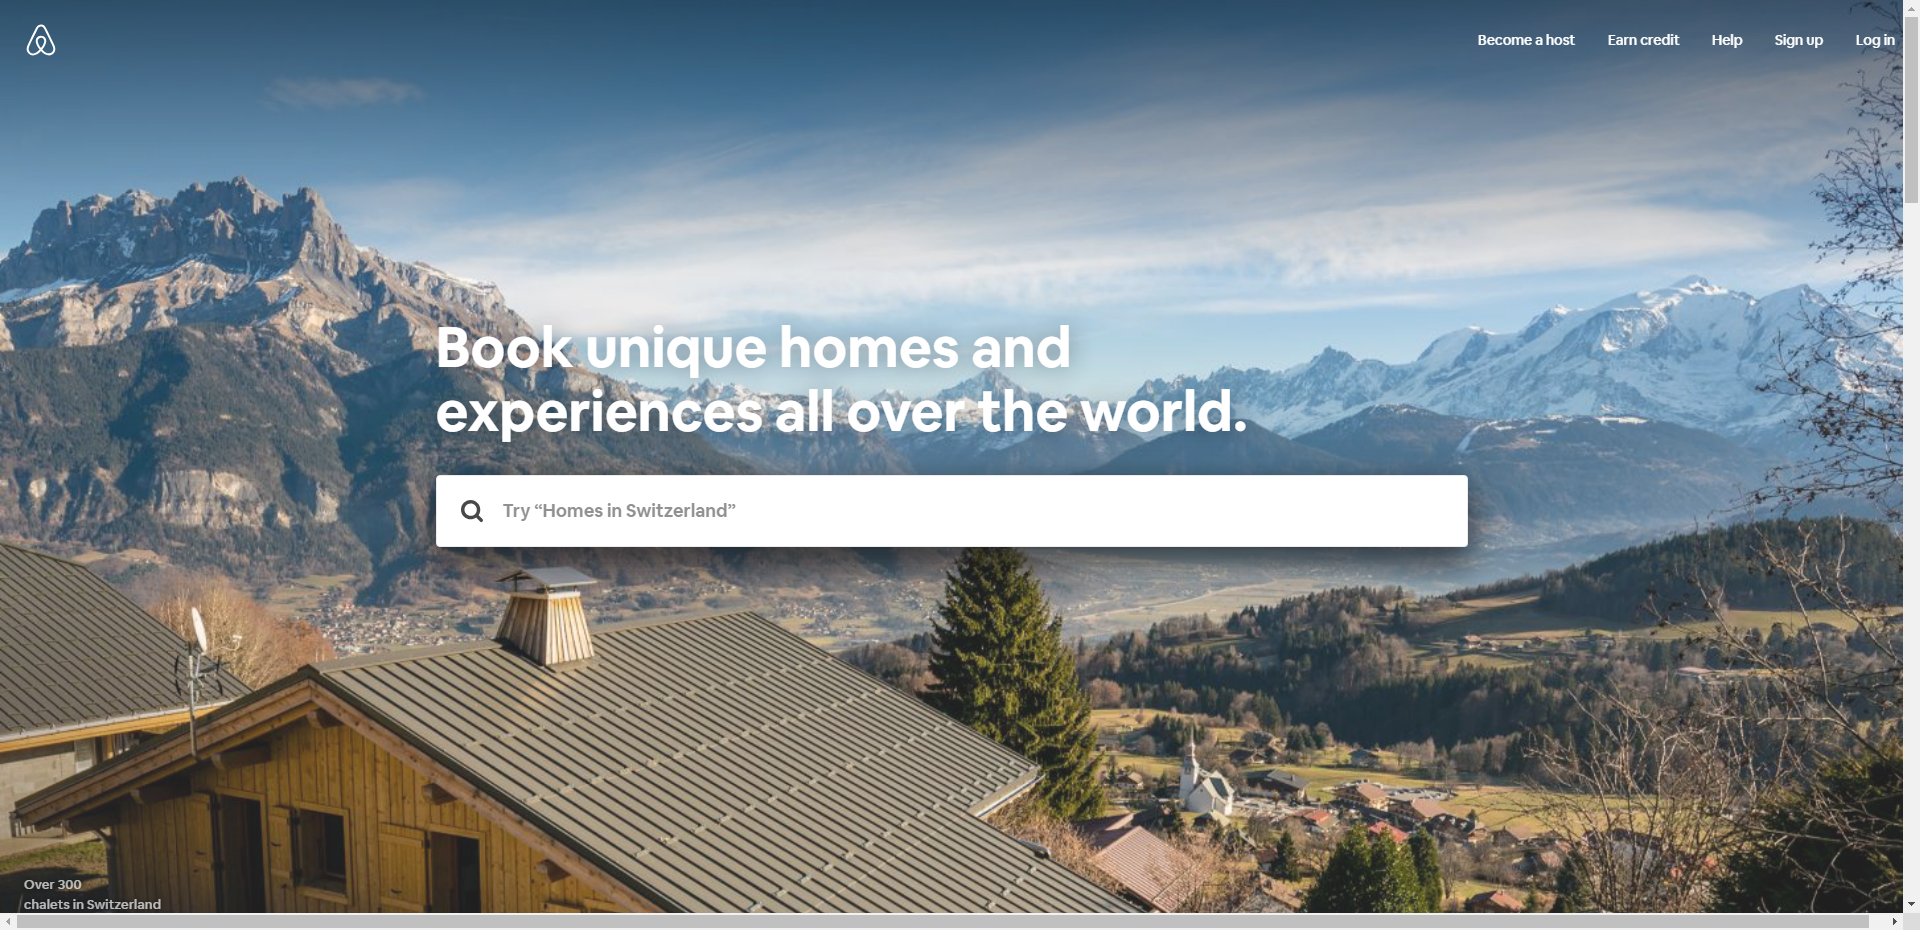 Become a host
Earn credit
Help
Sign up
Log in
Book unique homes and
experiences all over the world.
Try “Homes in Switzerland”
Over 300
chalets in Switzerland